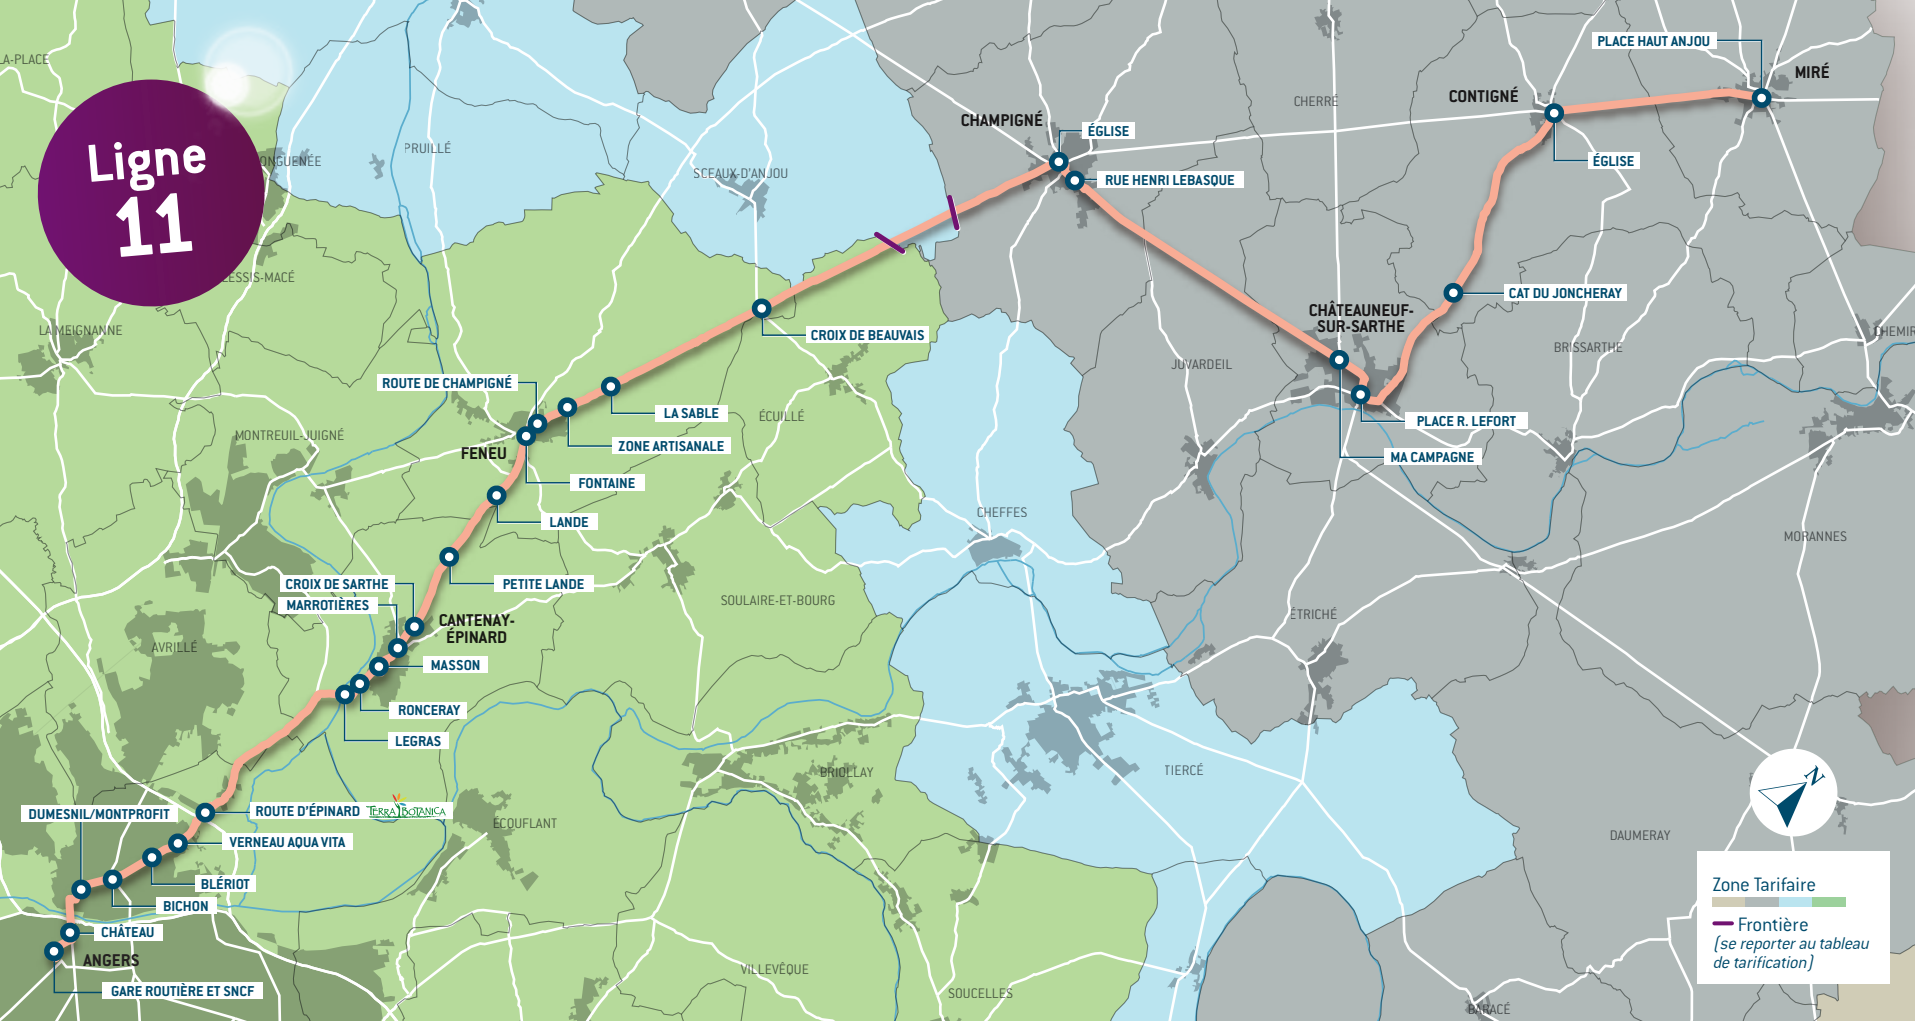 Ligne
11
LA-PLACE
PRUILLÉ
SCEAUX-D'ANJOU
LA MEIGNANNE
MONTREUIL-JUIGNÉ
AVRILLÉ
CHAMPIGNÉ
ÉGLISE
RUE HENRI LEBASQUE
CHERRÉ
CONTIGNÉ
ÉGLISE
PLACE HAUT ANJOU
MIRÉ
CAT DU JONCHERAY
CHÂTEAUNEUF-
SUR-SARTHE
PLACE R. LEFORT
MA CAMPAGNE
BRISSARTHE
JUVARDEIL
MORANNES
CROIX DE BEAUVAIS
ROUTE DE CHAMPIGNÉ
LA SABLE
ZONE ARTISANALE
ÉCUILLÉ
FENEU
FONTAINE
LANDE
PETITE LANDE
CHEFFES
CROIX DE SARTHE
MARROTIÈRES
CANTENAY-
ÉPINARD
MASSON
RONCERAY
LEGRAS
SOULAIRE-ET-BOURG
ÉTRICHÉ
BRIOLLAY
TIERCÉ
DAUMERAY
DUMESNIL/MONTPROFIT
ROUTE D'ÉPINARD
TERRA BOTANICA
VERNEAU AQUA VITA
BLÉRIOT
BICHON
CHÂTEAU
ANGERS
GARE ROUTIÈRE ET SNCF
ÉCOUFLANT
VILLEVÊQUE
SOUCELLES
BARACÉ
N
Zone Tarifaire
Frontière
(se reporter au tableau
de tarification)